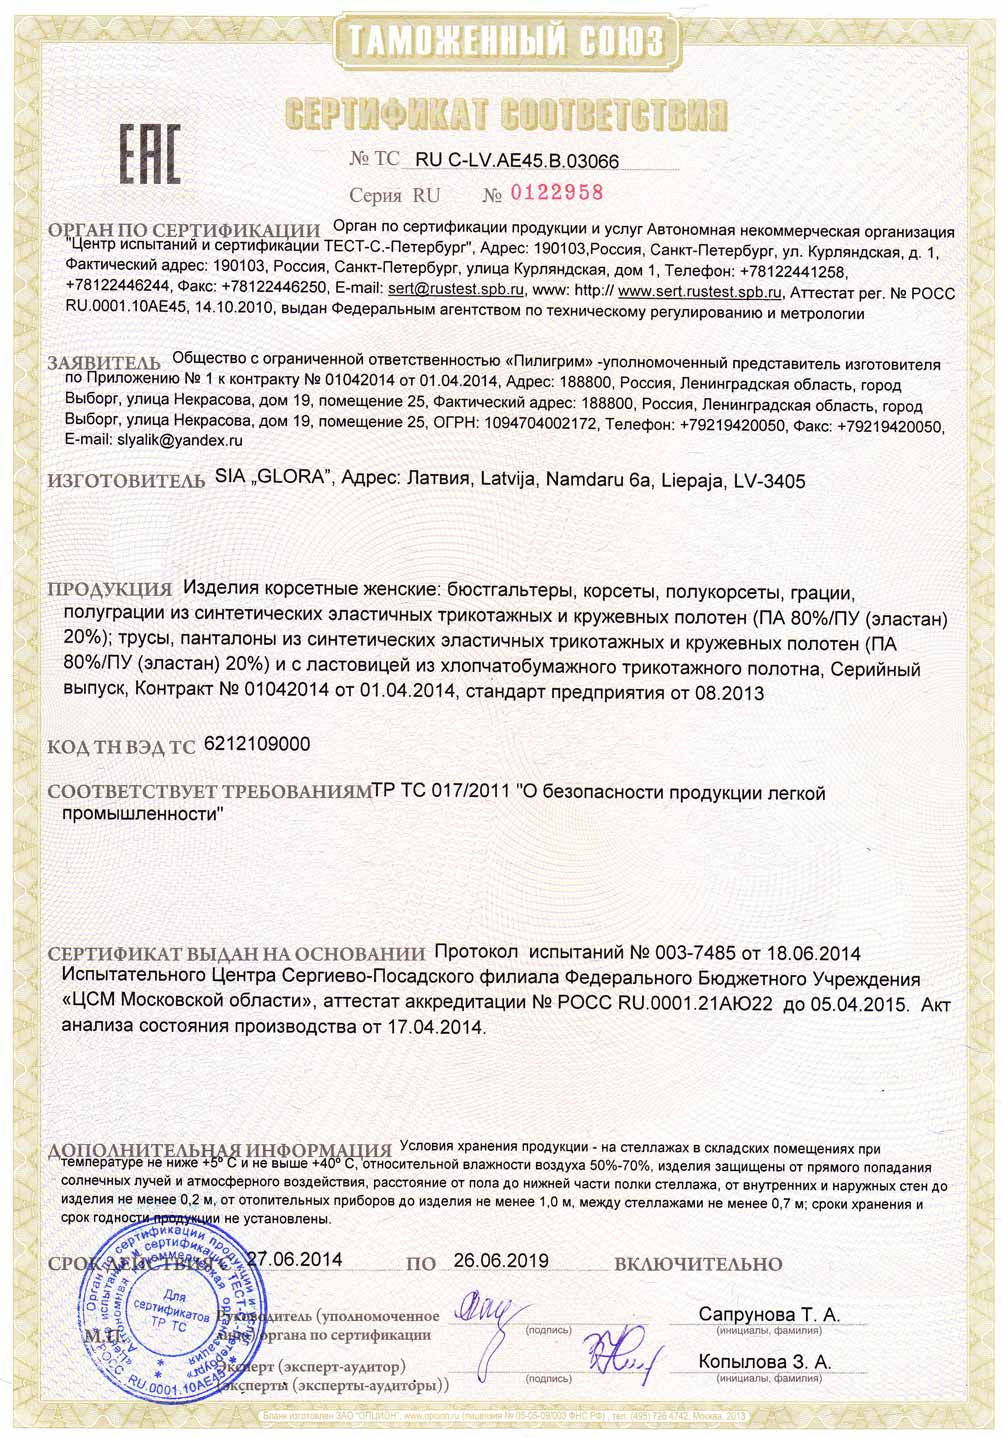 ТАМОЖЕННЫЙ СОЮЗ
СЕРТИФИКАТ СООТВЕТСТВИЯ
EAC
№ ТС RU C-LV.AE45.B.03066
Серия RU № 0122958
ОРГАН ПО СЕРТИФИКАЦИИ Орган по сертификации продукции и услуг Автономная некоммерческая организация
"Центр испытаний и сертификации ТЕСТ-С.-Петербург", Адрес: 190103,Россия, Санкт-Петербург, ул. Курляндская, д. 1,
Фактический адрес: 190103, Россия, Санкт-Петербург, улица Курляндская, дом 1, Телефон: +78122441258,
+78122446244, Факс: +78122446250, E-mail: sert@rustest.spb.ru, www: http:// www.sert.rustest.spb.ru, Аттестат рег. № РОСС
RU.0001.10АЕ45, 14.10.2010, выдан Федеральным агентством по техническому регулированию и метрологии
ЗАЯВИТЕЛЬ Общество с ограниченной ответственностью «Пилигрим» -уполномоченный представитель изготовителя
по Приложению № 1 к контракту № 01042014 от 01.04.2014, Адрес: 188800, Россия, Ленинградская область, город
Выборг, улица Некрасова, дом 19, помещение 25, Фактический адрес: 188800, Россия, Ленинградская область, город
Выборг, улица Некрасова, дом 19, помещение 25, ОГРН: 1094704002172, Телефон: +79219420050, Факс: +79219420050,
E-mail: slyalik@yandex.ru
ИЗГОТОВИТЕЛЬ SIA „GLORA”, Адрес: Латвия, Latvija, Namdaru 6a, Liepaja, LV-3405
ПРОДУКЦИЯ Изделия корсетные женские: бюстгальтеры, корсеты, полукорсеты, грации,
полуграции из синтетических эластичных трикотажных и кружевных полотен (ПА 80%/ПУ (эластан)
20%); трусы, панталоны из синтетических эластичных трикотажных и кружевных полотен (ПА
80%/ПУ (эластан) 20%) и с ластовицей из хлопчатобумажного трикотажного полотна, Серийный
выпуск, Контракт № 01042014 от 01.04.2014, стандарт предприятия от 08.2013
КОД ТН ВЭД ТС 6212109000
СООТВЕТСТВУЕТ ТРЕБОВАНИЯМ ТР ТС 017/2011 "О безопасности продукции легкой
промышленности"
СЕРТИФИКАТ ВЫДАН НА ОСНОВАНИИ Протокол испытаний № 003-7485 от 18.06.2014
Испытательного Центра Сергиево-Посадского филиала Федерального Бюджетного Учреждения
«ЦСМ Московской области», аттестат аккредитации № РОСС RU.0001.21АЮ22 до 05.04.2015. Акт
анализа состояния производства от 17.04.2014.
ДОПОЛНИТЕЛЬНАЯ ИНФОРМАЦИЯ Условия хранения продукции - на стеллажах в складских помещениях при
температуре не ниже +5º С и не выше +40º С, относительной влажности воздуха 50%-70%, изделия защищены от прямого попадания
солнечных лучей и атмосферного воздействия, расстояние от пола до нижней части полки стеллажа, от внутренних и наружных стен до
изделия не менее 0,2 м, от отопительных приборов до изделия не менее 1,0 м, между стеллажами не менее 0,7 м; сроки хранения и
срок годности продукции не установлены.
СРОК ДЕЙСТВИЯ С 27.06.2014 ПО 26.06.2019 ВКЛЮЧИТЕЛЬНО
Для
сертификатов
ТР ТС
М.П.
Руководитель (уполномоченное
лицо) органа по сертификации
(подпись)
Сапрунова Т. А.
(инициалы, фамилия)
Эксперт (эксперт-аудитор)
(эксперты (эксперты-аудиторы))
(подпись)
Копылова З. А.
(инициалы, фамилия)
Бланк изготовлен ЗАО "ОПЦИОН", www.opcion.ru (лицензия № 05-05-09/003 ФНС РФ), тел. (495) 726 4742, Москва, 2013